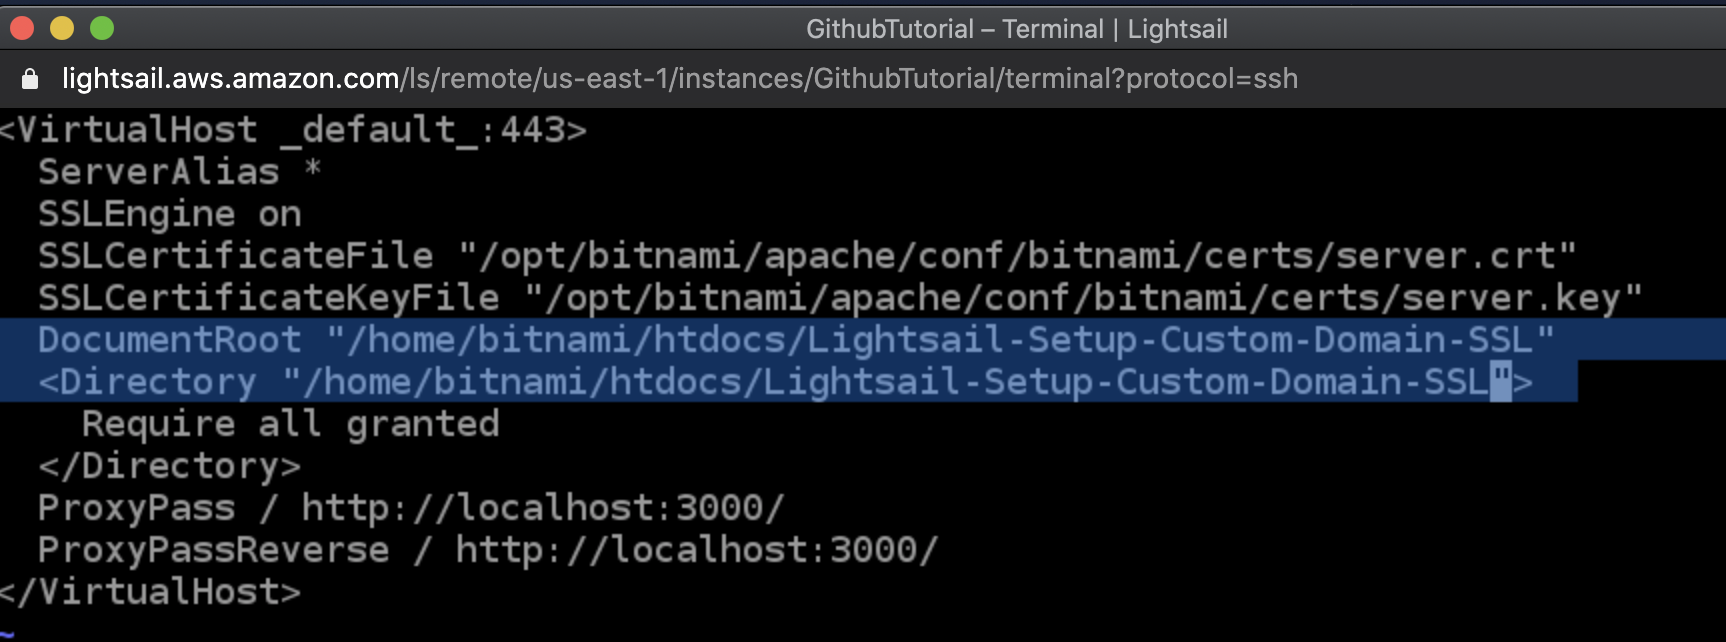 GithubTutorial – Terminal | Lightsail
lightsail.aws.amazon.com/ls/remote/us-east-1/instances/GithubTutorial/terminal?protocol=ssh
<VirtualHost _default_:443>
  ServerAlias *
  SSLEngine on
  SSLCertificateFile "/opt/bitnami/apache/conf/bitnami/certs/server.crt"
  SSLCertificateKeyFile "/opt/bitnami/apache/conf/bitnami/certs/server.key"
  DocumentRoot "/home/bitnami/htdocs/Lightsail-Setup-Custom-Domain-SSL"
  <Directory "/home/bitnami/htdocs/Lightsail-Setup-Custom-Domain-SSL">
    Require all granted
  </Directory>
  ProxyPass / http://localhost:3000/
  ProxyPassReverse / http://localhost:3000/
</VirtualHost>
~